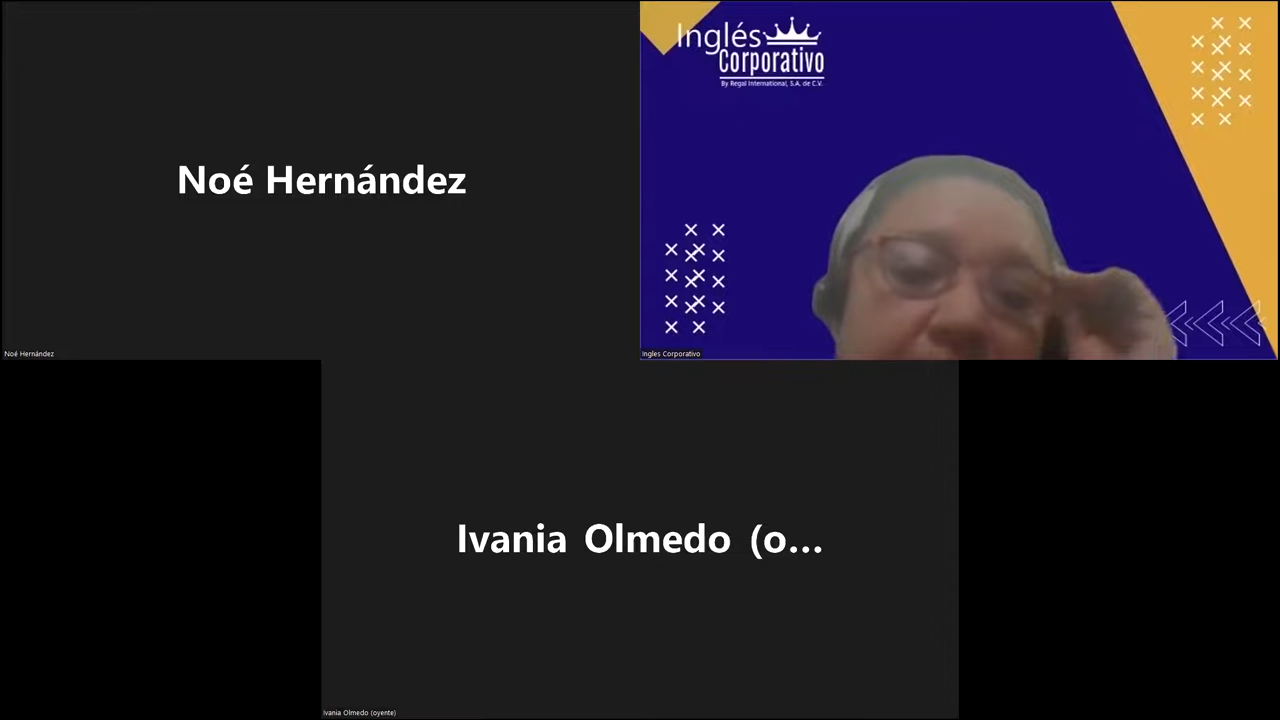 Noé Hernández
Noé Hernández
Inglés
Corporativo
By Regal International, S.A. de C.V.
Ingles Corporativo
Ivania Olmedo (o...
Ivania Olmedo (oyente)